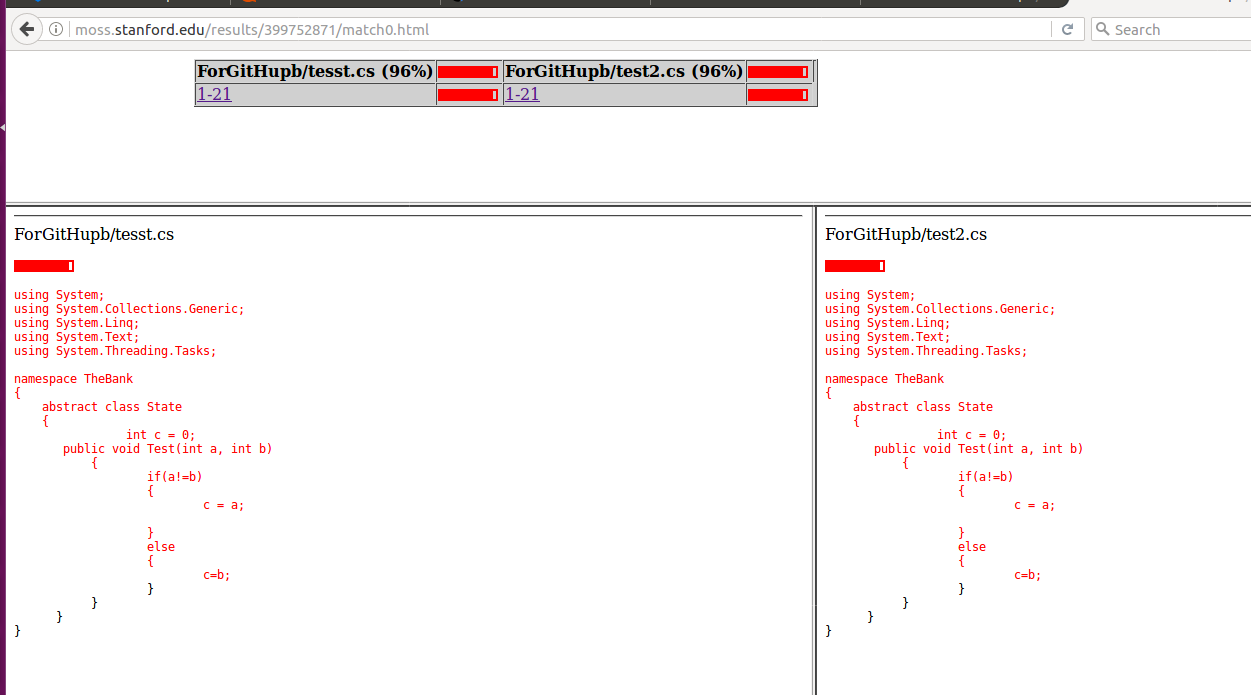 moss.stanford.edu/results/399752871/match0.html
Search
ForGitHupb/tesst.cs (96%) ForGitHupb/test2.cs (96%)
1-21 1-21
ForGitHupb/tesst.cs
using System;
using System.Collections.Generic;
using System.Linq;
using System.Text;
using System.Threading.Tasks;
namespace TheBank
{
abstract class State
{
int c = 0;
public void Test(int a, int b)
{
if(a!=b)
{
c = a;
}
else
{
c=b;
}
}
}
}
ForGitHupb/test2.cs
using System;
using System.Collections.Generic;
using System.Linq;
using System.Text;
using System.Threading.Tasks;
namespace TheBank
{
abstract class State
{
int c = 0;
public void Test(int a, int b)
{
if(a!=b)
{
c = a;
}
else
{
c=b;
}
}
}
}